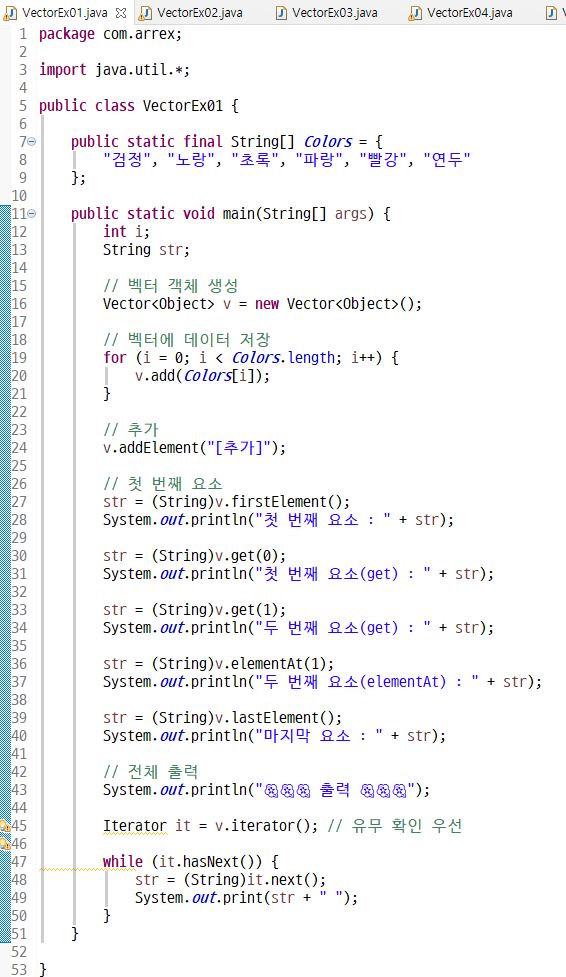 VectorEx01.java VectorEx02.java VectorEx03.java VectorEx04.java
1 package com.arrex;
2
3 import java.util.*;
4
5 public class VectorEx01 {
6
7 public static final String[] Colors = {
8 "검정", "노랑", "초록", "파랑", "빨강", "연두"
9 };
10
11 public static void main(String[] args) {
12 int i;
13 String str;
14
15 // 벡터 객체 생성
16 Vector<Object> v = new Vector<Object>();
17
18 // 벡터에 데이터 저장
19 for (i = 0; i < Colors.length; i++) {
20 v.add(Colors[i]);
21 }
22
23 // 추가
24 v.addElement("[추가]");
25
26 // 첫 번째 요소
27 str = (String)v.firstElement();
28 System.out.println("첫 번째 요소 : " + str);
29
30 str = (String)v.get(0);
31 System.out.println("첫 번째 요소(get) : " + str);
32
33 str = (String)v.get(1);
34 System.out.println("두 번째 요소(get) : " + str);
35
36 str = (String)v.elementAt(1);
37 System.out.println("두 번째 요소(elementAt) : " + str);
38
39 str = (String)v.lastElement();
40 System.out.println("마지막 요소 : " + str);
41
42 // 전체 출력
43 System.out.println("꧁꧁꧁ 출력 ꧁꧁꧁");
44
45 Iterator it = v.iterator(); // 유무 확인 우선
46
47 while (it.hasNext()) {
48 str = (String)it.next();
49 System.out.print(str + " ");
50 }
51 }
52
53 }